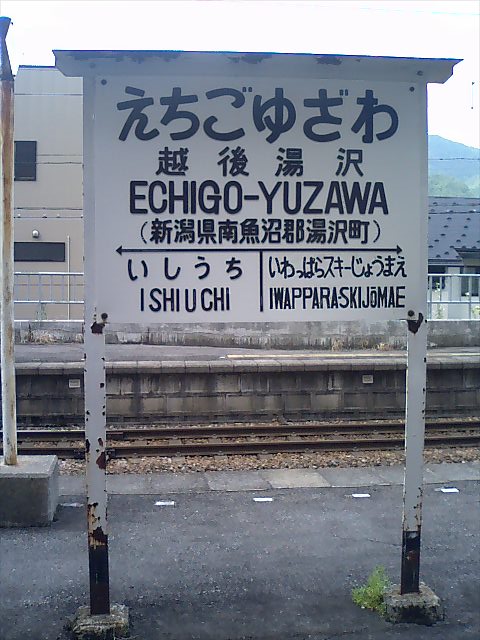 えちごゆざわ
越後湯沢
ECHIGO-YUZAWA
(新潟県南魚沼郡湯沢町)
いしうち いわっぱらスキーじょうまえ
ISHIUCHI IWAPPARA-SKIJŌMAE